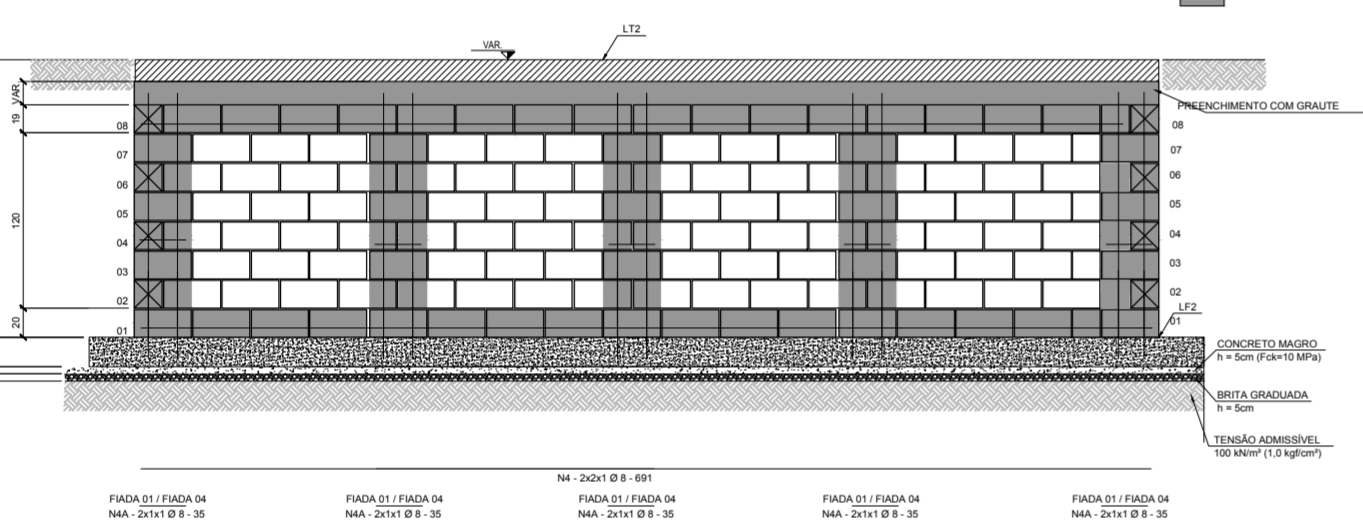 LT2
VAR.
VAR.
19
120
20
08
07
06
05
04
03
02
01
PREENCHIMENTO COM GRAUTE
08
07
06
05
04
03
02
LF2
01
CONCRETO MAGRO
h = 5cm (Fck=10 MPa)
BRITA GRADUADA
h = 5cm
TENSÃO ADMISSÍVEL
100 kN/m² (1,0 kgf/cm²)
N4 - 2x2x1 Ø 8 - 691
FIADA 01 / FIADA 04
N4A - 2x1x1 Ø 8 - 35
FIADA 01 / FIADA 04
N4A - 2x1x1 Ø 8 - 35
FIADA 01 / FIADA 04
N4A - 2x1x1 Ø 8 - 35
FIADA 01 / FIADA 04
N4A - 2x1x1 Ø 8 - 35
FIADA 01 / FIADA 04
N4A - 2x1x1 Ø 8 - 35